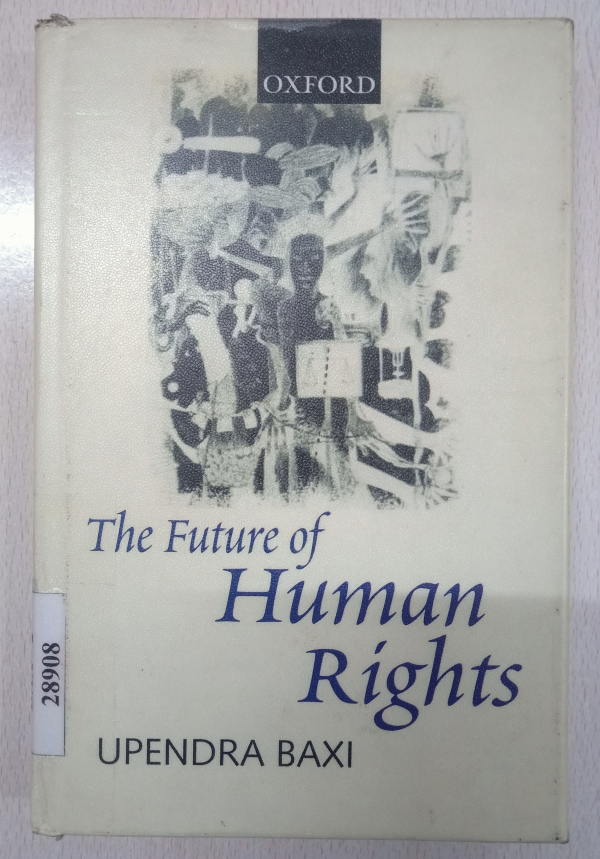 OXFORD
The Future of
Human
Rights
28908
UPENDRA BAXI